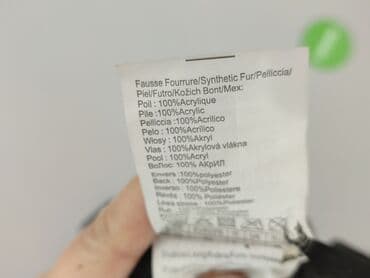 Fausse Fourrure/Synthetic Fur/Pelliccia/
Piel/Futro/Kožich Bont/Mex:
Poil : 100%Acrylique
Pile :100%Acrylic
Pelliccia :100%Acrilico
Pelo : 100%Acrílico
Włosy : 100%Akryl
Vlas : 100%Akrylová vlákna
Pool : 100%Acryl
Волос: 100% АКРИЛ
Envers :100%polyester
Back : 100%Polyester
Inverso : 100%Poliestere
Revés : 100%Poliester